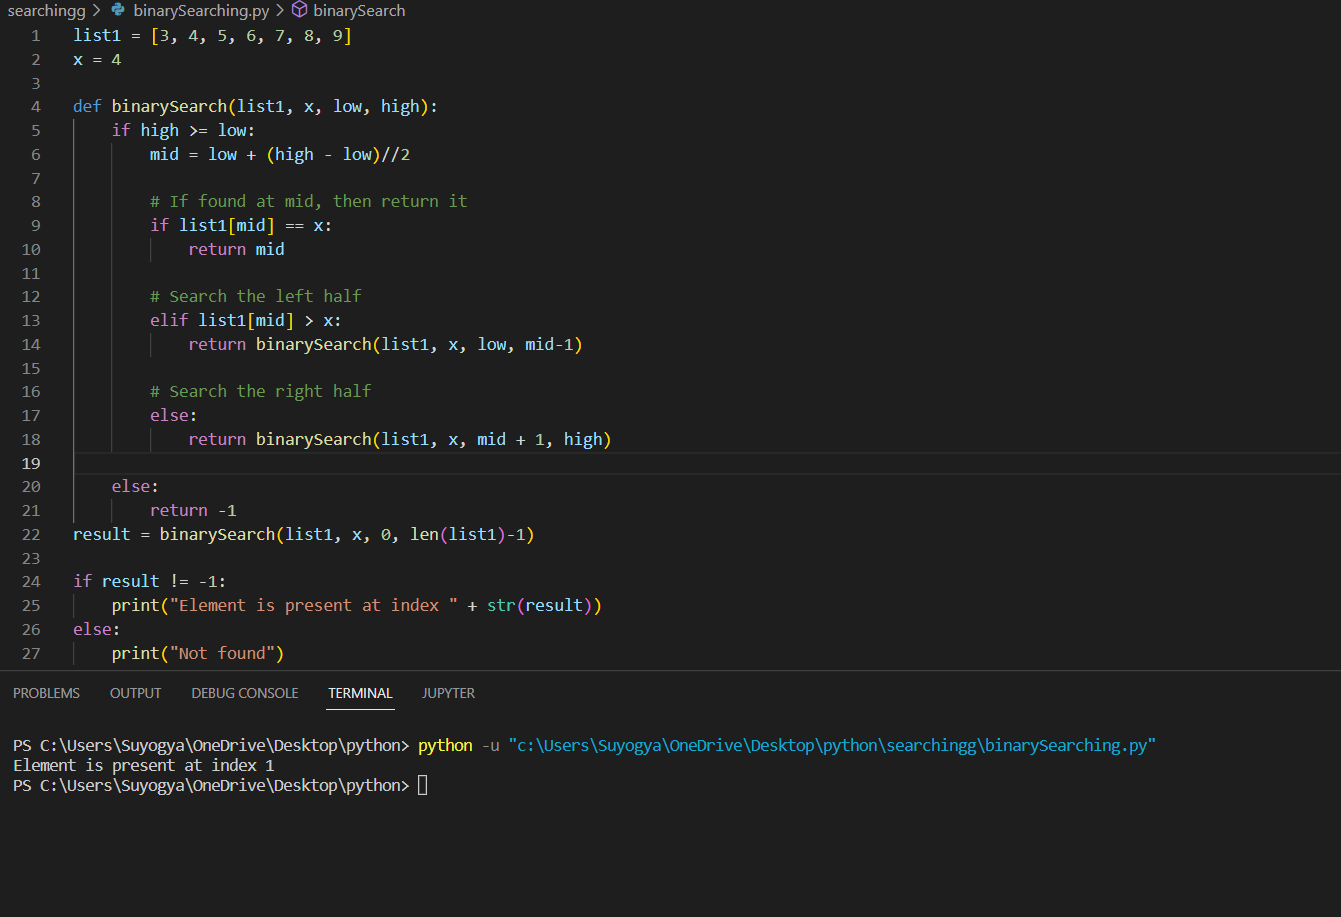 searchingg > binarySearching.py > binarySearch
1 list1 = [3, 4, 5, 6, 7, 8, 9]
2 x = 4
3
4 def binarySearch(list1, x, low, high):
5     if high >= low:
6         mid = low + (high - low)//2
7
8         # If found at mid, then return it
9         if list1[mid] == x:
10             return mid
11
12         # Search the left half
13         elif list1[mid] > x:
14             return binarySearch(list1, x, low, mid-1)
15
16         # Search the right half
17         else:
18             return binarySearch(list1, x, mid + 1, high)
19
20     else:
21         return -1
22 result = binarySearch(list1, x, 0, len(list1)-1)
23
24 if result != -1:
25     print("Element is present at index " + str(result))
26 else:
27     print("Not found")
PROBLEMS OUTPUT DEBUG CONSOLE TERMINAL JUPYTER
PS C:\Users\Suyogya\OneDrive\Desktop\python> python -u "c:\Users\Suyogya\OneDrive\Desktop\python\searchingg\binarySearching.py"
Element is present at index 1
PS C:\Users\Suyogya\OneDrive\Desktop\python>